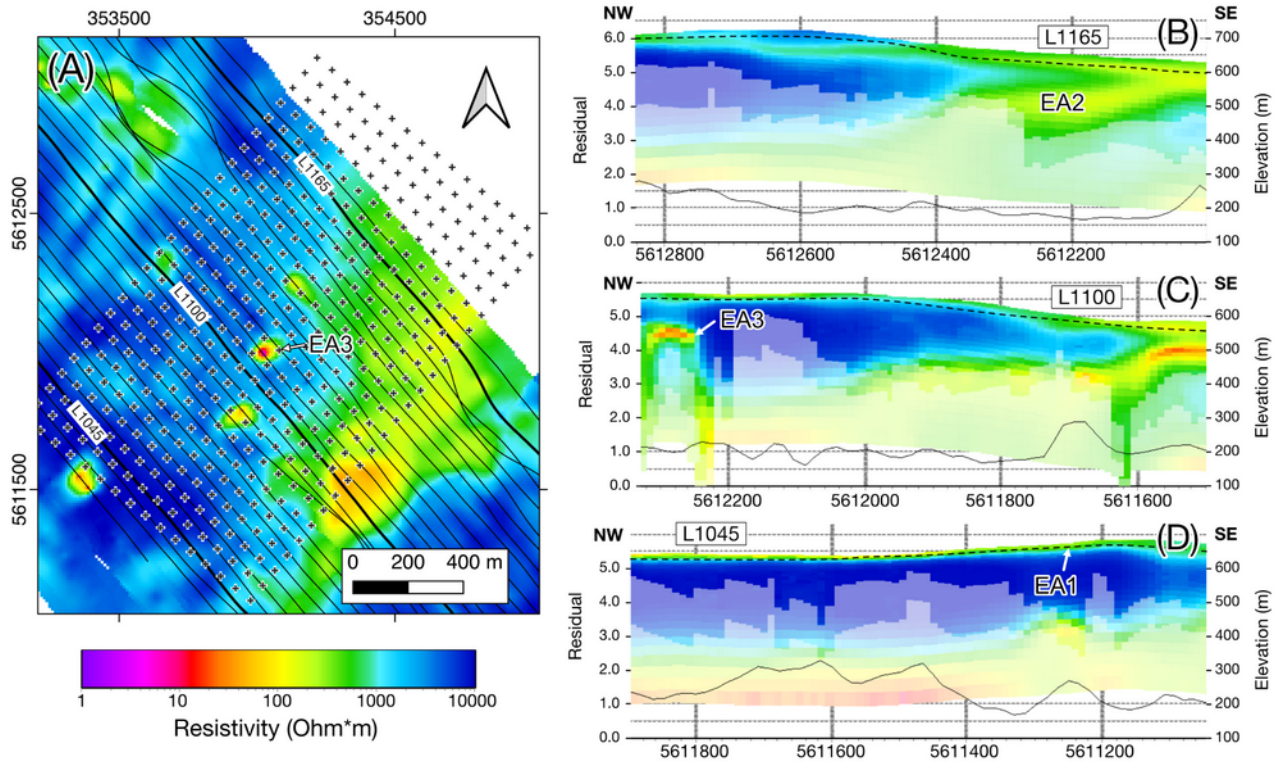 353500 354500
(A)
L1165
5612500
L1100
EA3
L1045
5611500
0 200 400 m
1 10 100 1000 10000
Resistivity (Ohm*m)
NW SE
L1165
(B)
6.0 700
5.0 600
EA2
4.0 500
3.0 400
2.0 300
1.0 200
0.0 100
Residual
Elevation (m)
5612800 5612600 5612400 5612200
NW SE
L1100
(C)
EA3
5.0 600
4.0 500
3.0 400
2.0 300
1.0 200
0.0 100
Residual
Elevation (m)
5612200 5612000 5611800 5611600
NW SE
L1045
(D)
EA1
5.0 600
4.0 500
3.0 400
2.0 300
1.0 200
0.0 100
Residual
Elevation (m)
5611800 5611600 5611400 5611200